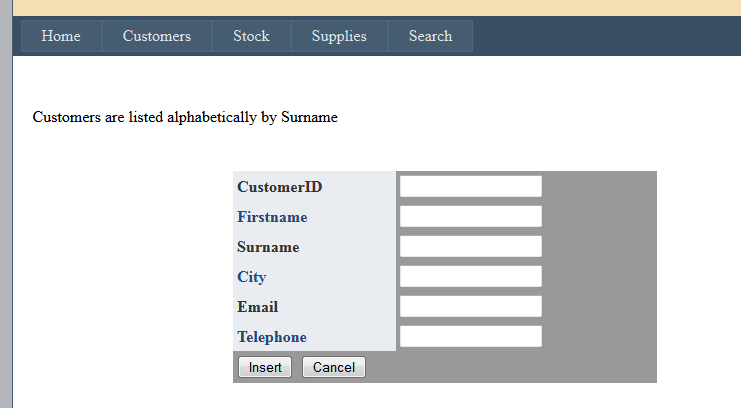 Home Customers Stock Supplies Search
Customers are listed alphabetically by Surname
CustomerID
Firstname
Surname
City
Email
Telephone
Insert Cancel